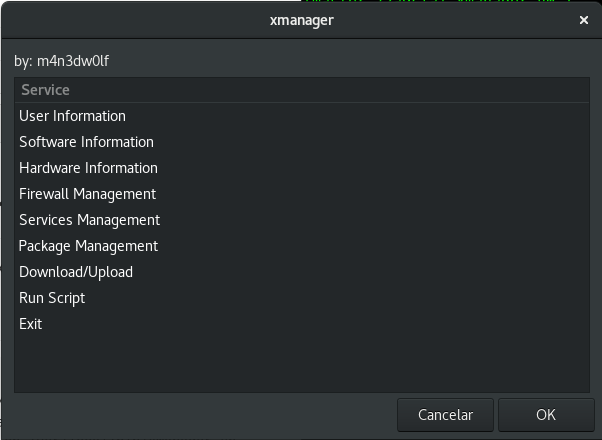 xmanager
by: m4n3dw0lf
Service
User Information
Software Information
Hardware Information
Firewall Management
Services Management
Package Management
Download/Upload
Run Script
Exit
Cancelar OK